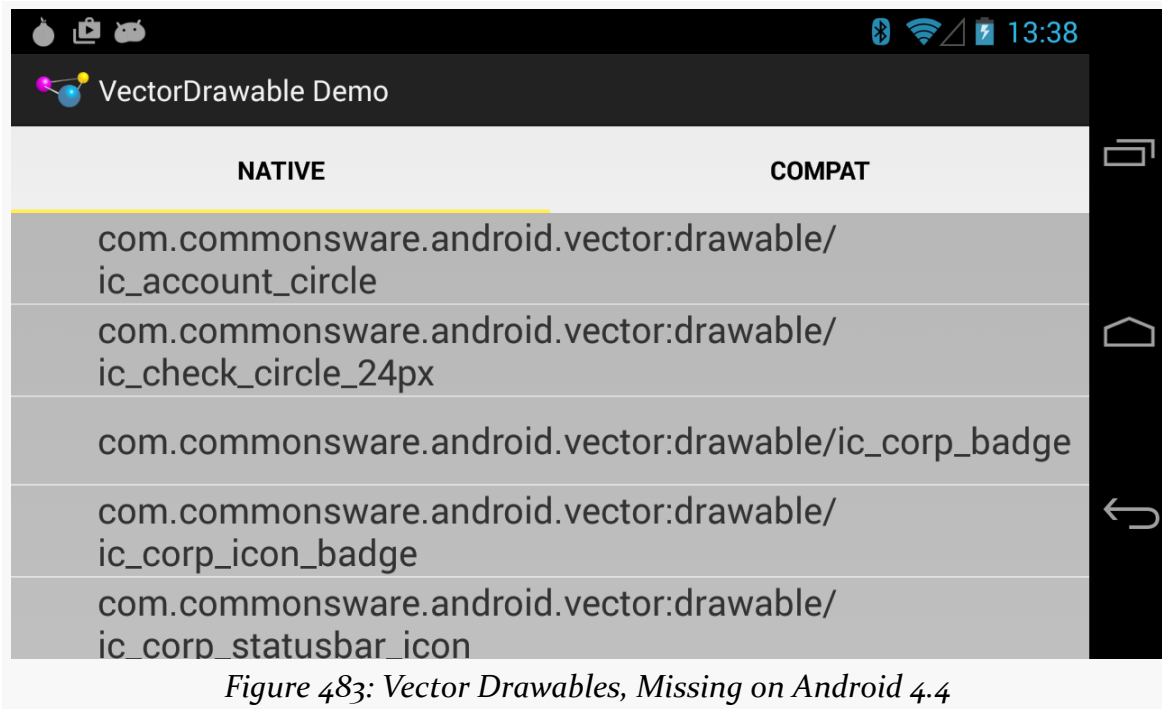 13:38
VectorDrawable Demo
NATIVE
COMPAT
com.commonsware.android.vector:drawable/
ic_account_circle
com.commonsware.android.vector:drawable/
ic_check_circle_24px
com.commonsware.android.vector:drawable/ic_corp_badge
com.commonsware.android.vector:drawable/
ic_corp_icon_badge
com.commonsware.android.vector:drawable/
ic_corp_statusbar_icon
Figure 483: Vector Drawables, Missing on Android 4.4